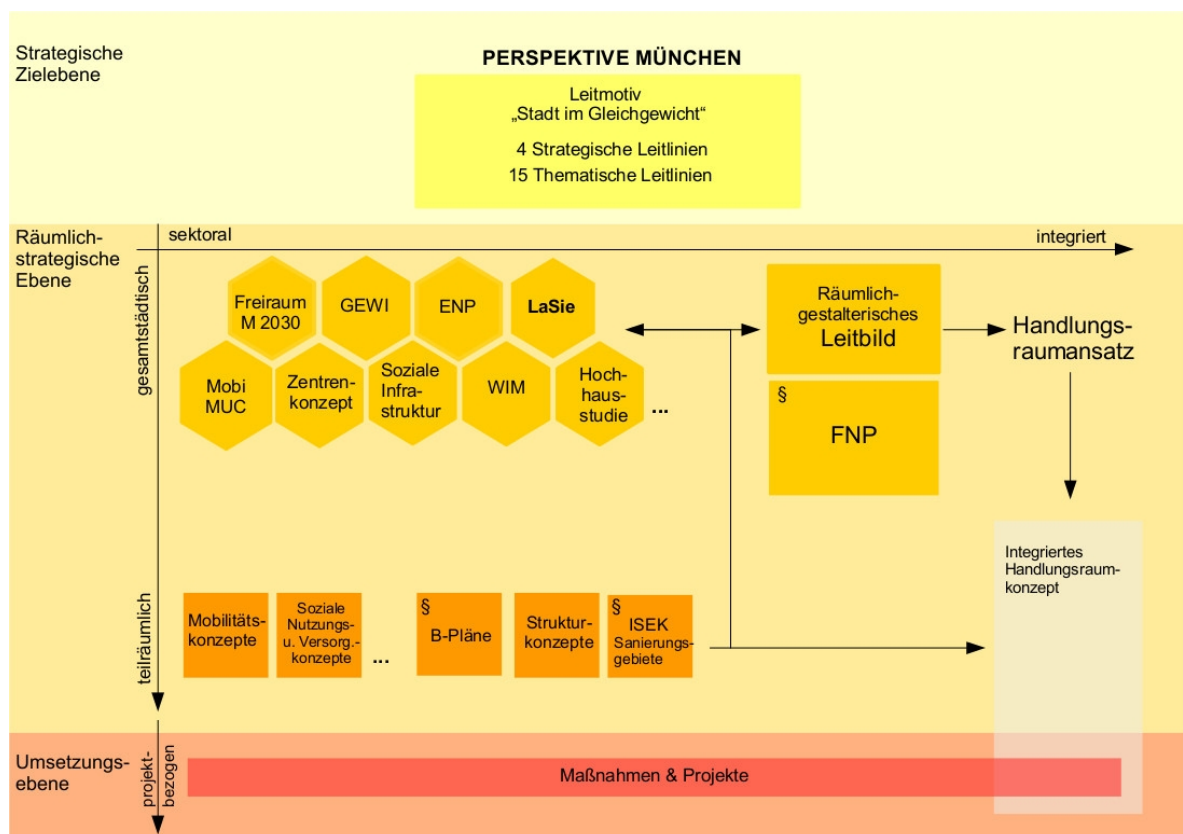 Strategische
Zielebene
PERSPEKTIVE MÜNCHEN
Leitmotiv
„Stadt im Gleichgewicht“
4 Strategische Leitlinien
15 Thematische Leitlinien
Räumlich-
strategische
Ebene
sektoral
integriert
gesamtstädtisch
Freiraum
M 2030
GEWI
ENP
LaSie
Mobi
MUC
Zentren-
konzept
Soziale
Infra-
struktur
WIM
Hoch-
haus-
studie
...
Räumlich-
gestalterisches
Leitbild
Handlungs-
raumansatz
§
FNP
Integriertes
Handlungsraum-
konzept
teilräumlich
Mobilitäts-
konzepte
Soziale
Nutzungs-
u. Versorg.-
konzepte
...
§
B-Pläne
Struktur-
konzepte
§
ISEK
Sanierungs-
gebiete
Umsetzungs-
ebene
projekt-
bezogen
Maßnahmen & Projekte